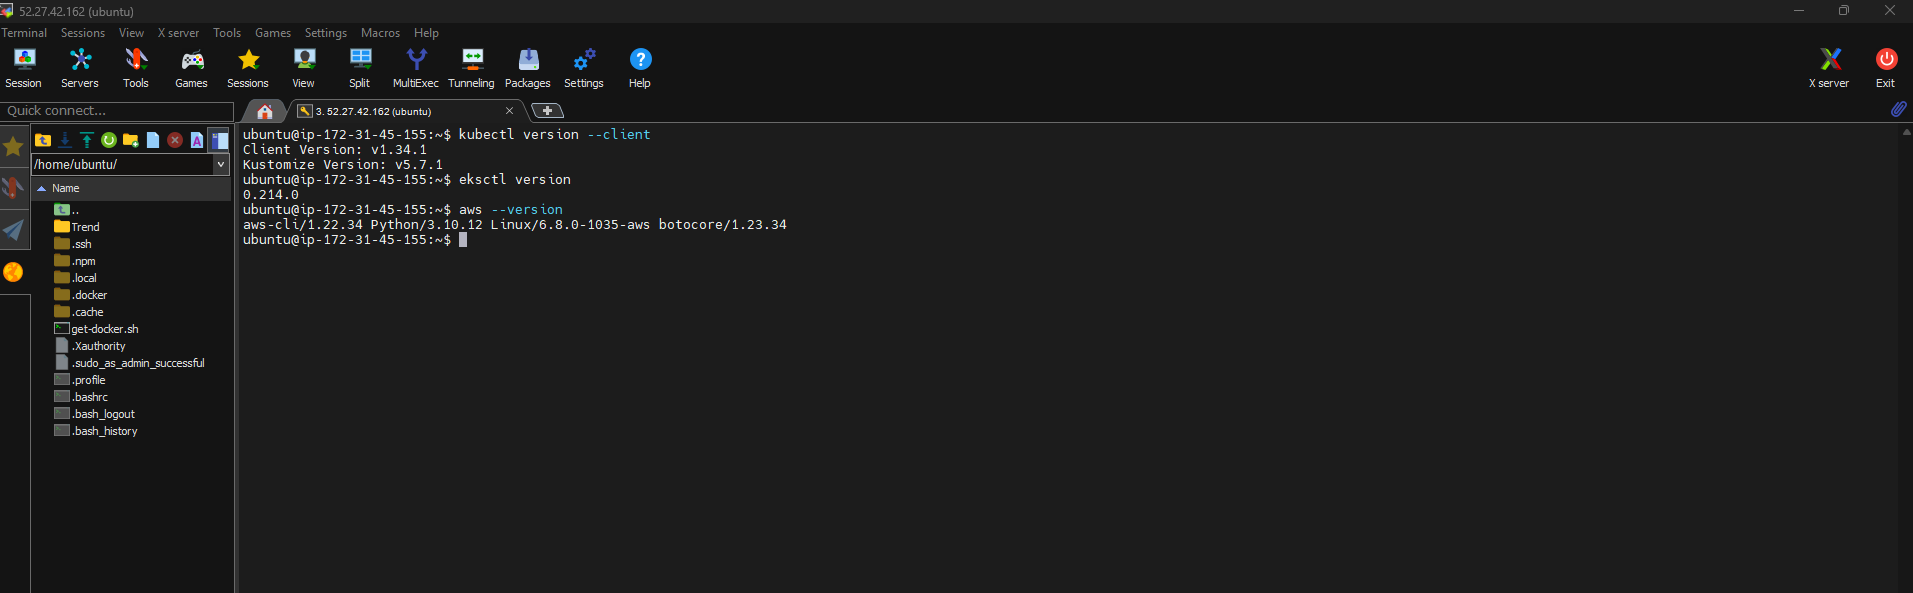 52.27.42.162 (ubuntu)
Terminal Sessions View X server Tools Games Settings Macros Help
Session Servers Tools Games Sessions View Split MultiExec Tunneling Packages Settings Help X server Exit
Quick connect...
3. 52.27.42.162 (ubuntu)
/home/ubuntu/
Name
..
Trend
.ssh
.npm
.local
.docker
.cache
get-docker.sh
.Xauthority
.sudo_as_admin_successful
.profile
.bashrc
.bash_logout
.bash_history
ubuntu@ip-172-31-45-155:~$ kubectl version --client
Client Version: v1.34.1
Kustomize Version: v5.7.1
ubuntu@ip-172-31-45-155:~$ eksctl version
0.214.0
ubuntu@ip-172-31-45-155:~$ aws --version
aws-cli/1.22.34 Python/3.10.12 Linux/6.8.0-1035-aws botocore/1.23.34
ubuntu@ip-172-31-45-155:~$